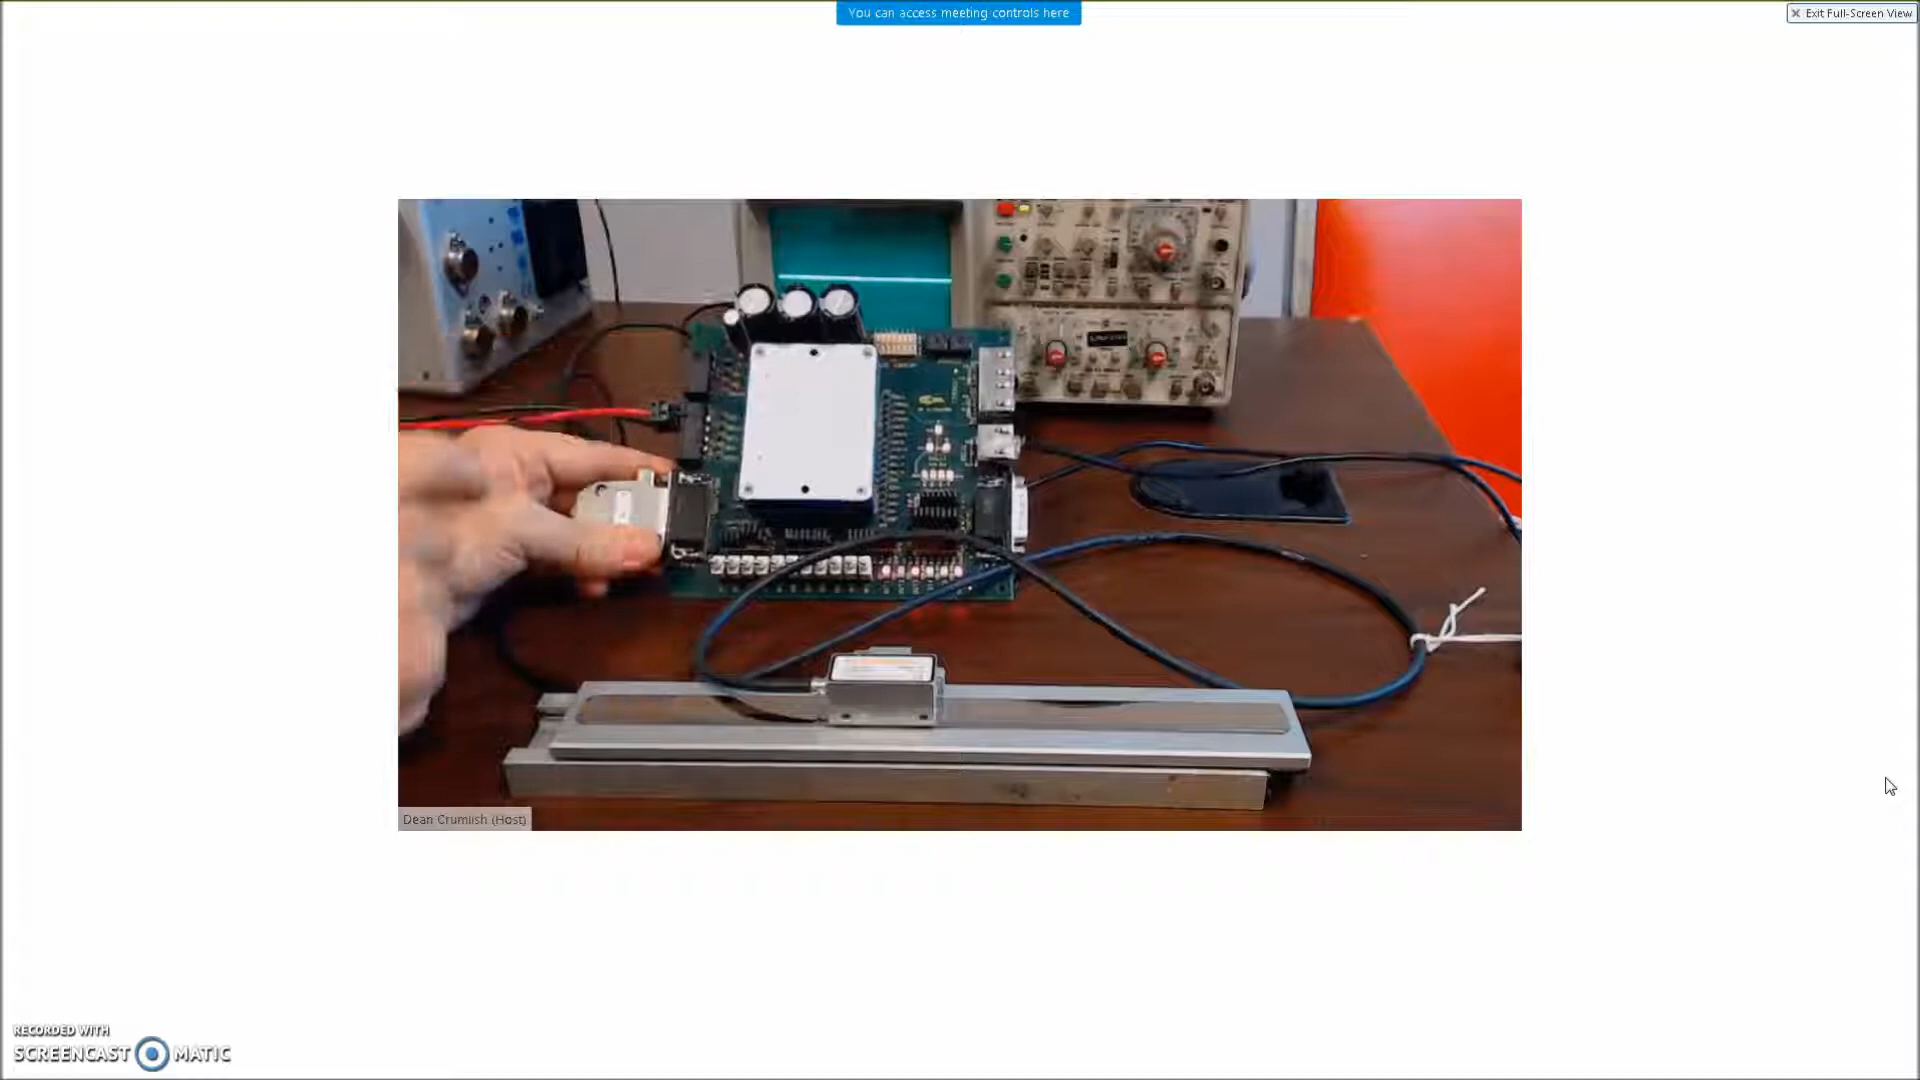 You can access meeting controls here
Exit Full-Screen View
Dean Crumlish (Host)
RECORDED WITH
SCREENCAST MATIC